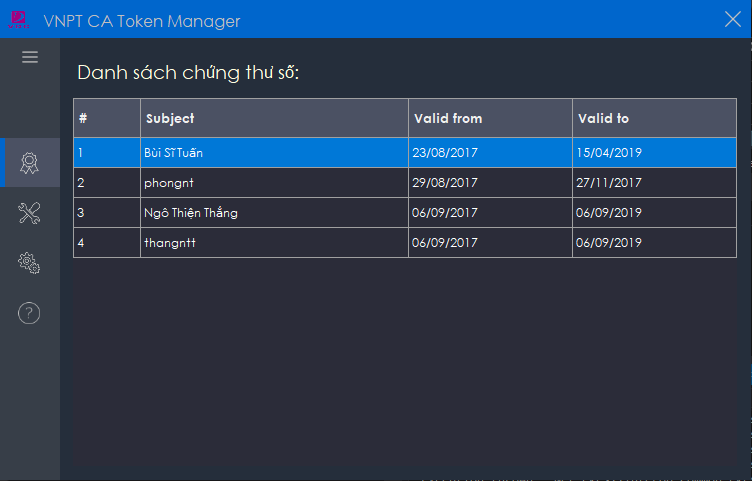 VNPT CA Token Manager
Danh sách chứng thư số:
# Subject Valid from Valid to
1 Bùi STTuấn 23/08/2017 15/04/2019
2 phongnt 29/08/2017 27/11/2017
3 Ngô Thiện Thắng 06/09/2017 06/09/2019
4 thangntt 06/09/2017 06/09/2019
?